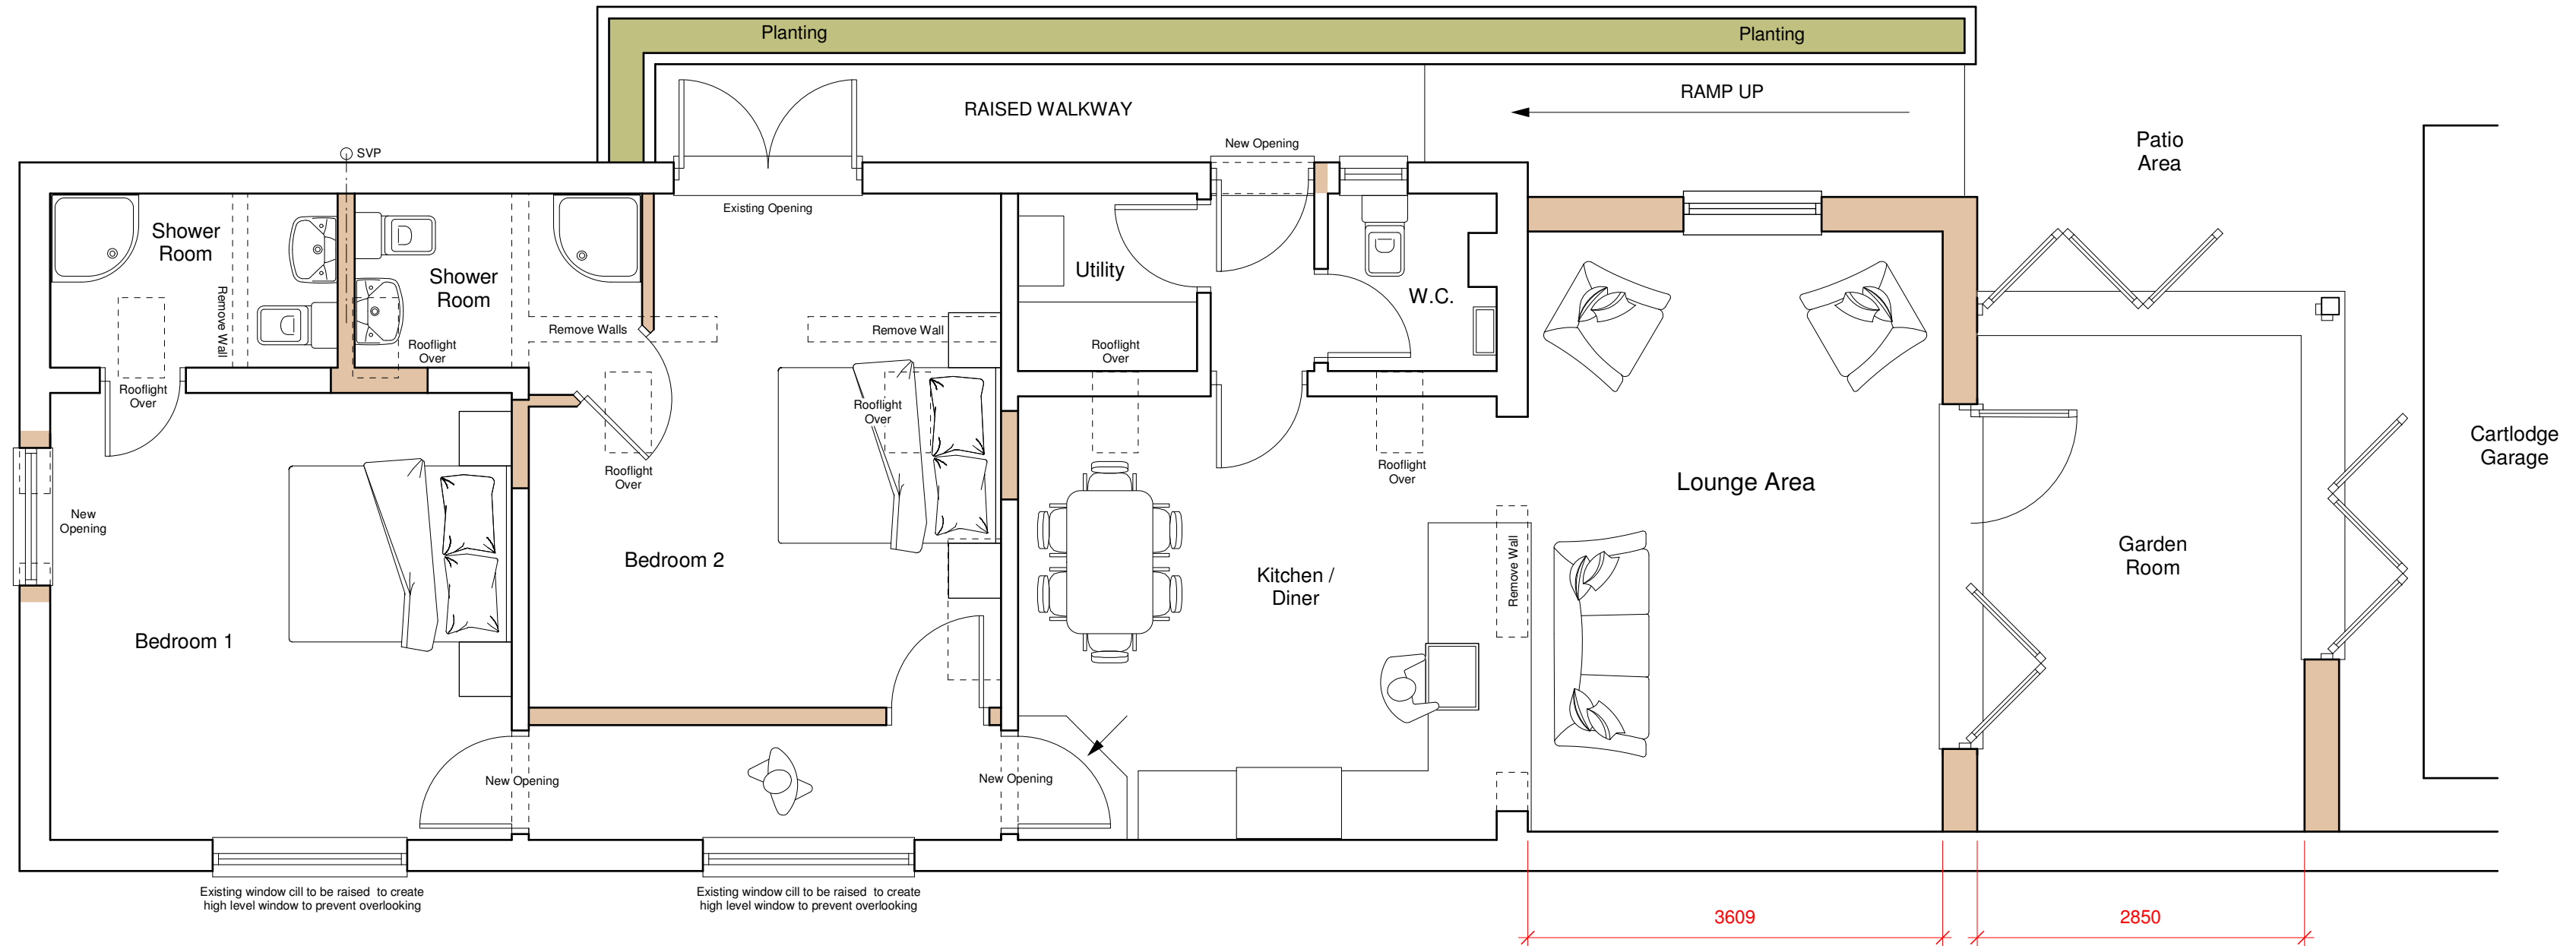 Planting
Planting
RAMP UP
RAISED WALKWAY
New Opening
SVP
Patio
Area
Existing Opening
Shower
Room
Shower
Room
Utility
W.C.
Remove Wall
Remove Walls
Remove Wall
Rooflight
Over
Rooflight
Over
Rooflight
Over
Rooflight
Over
Rooflight
Over
Rooflight
Over
Cartlodge
Garage
Lounge Area
New
Opening
Bedroom 2
Kitchen /
Diner
Remove Wall
Garden
Room
Bedroom 1
New Opening
New Opening
Existing window cill to be raised to create
high level window to prevent overlooking
Existing window cill to be raised to create
high level window to prevent overlooking
3609
2850